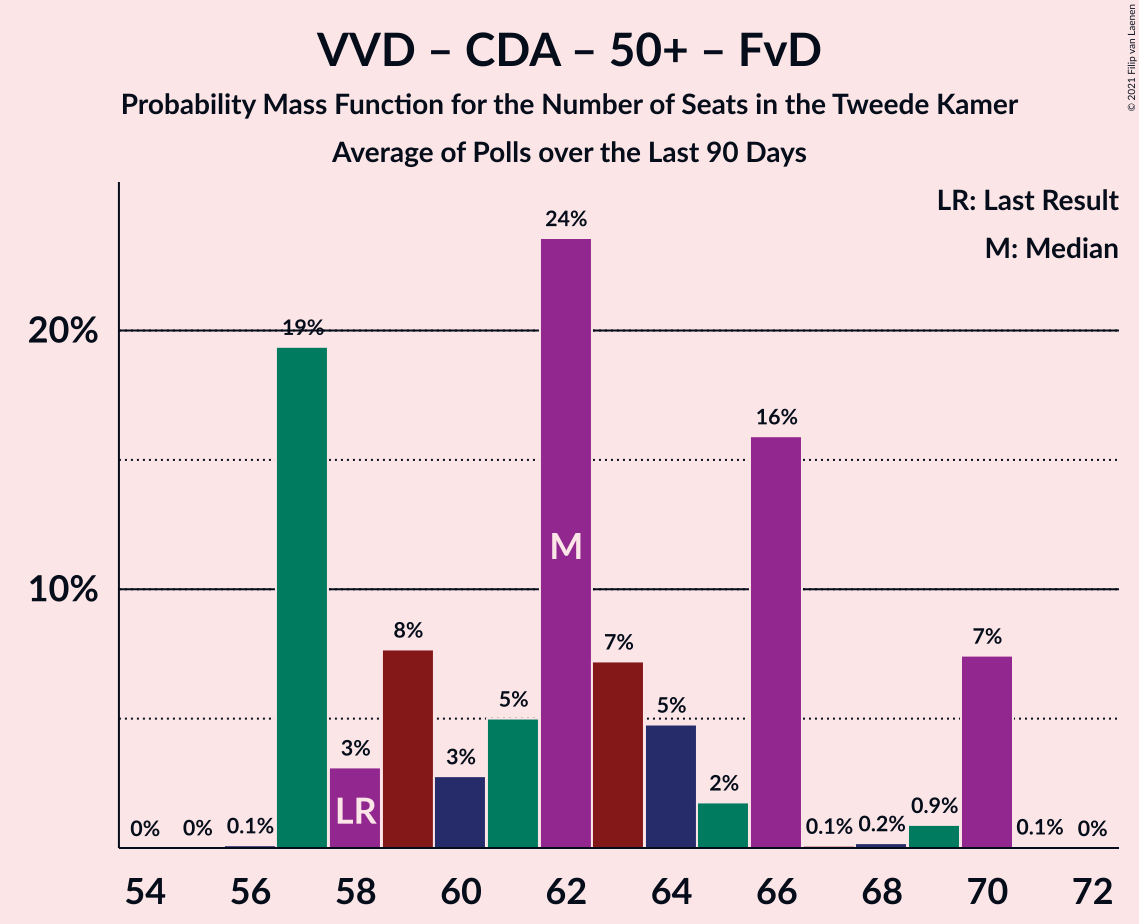 VVD – CDA – 50+ – FvD
Probability Mass Function for the Number of Seats in the Tweede Kamer
Average of Polls over the Last 90 Days
© 2021 Filip van Laenen
LR: Last Result
M: Median
20%
10%
0% 0% 0.1% 19% 3% 8% 3% 5% 24% 7% 5% 2% 16% 0.1% 0.2% 0.9% 7% 0.1% 0%
LR
M
54 56 58 60 62 64 66 68 70 72